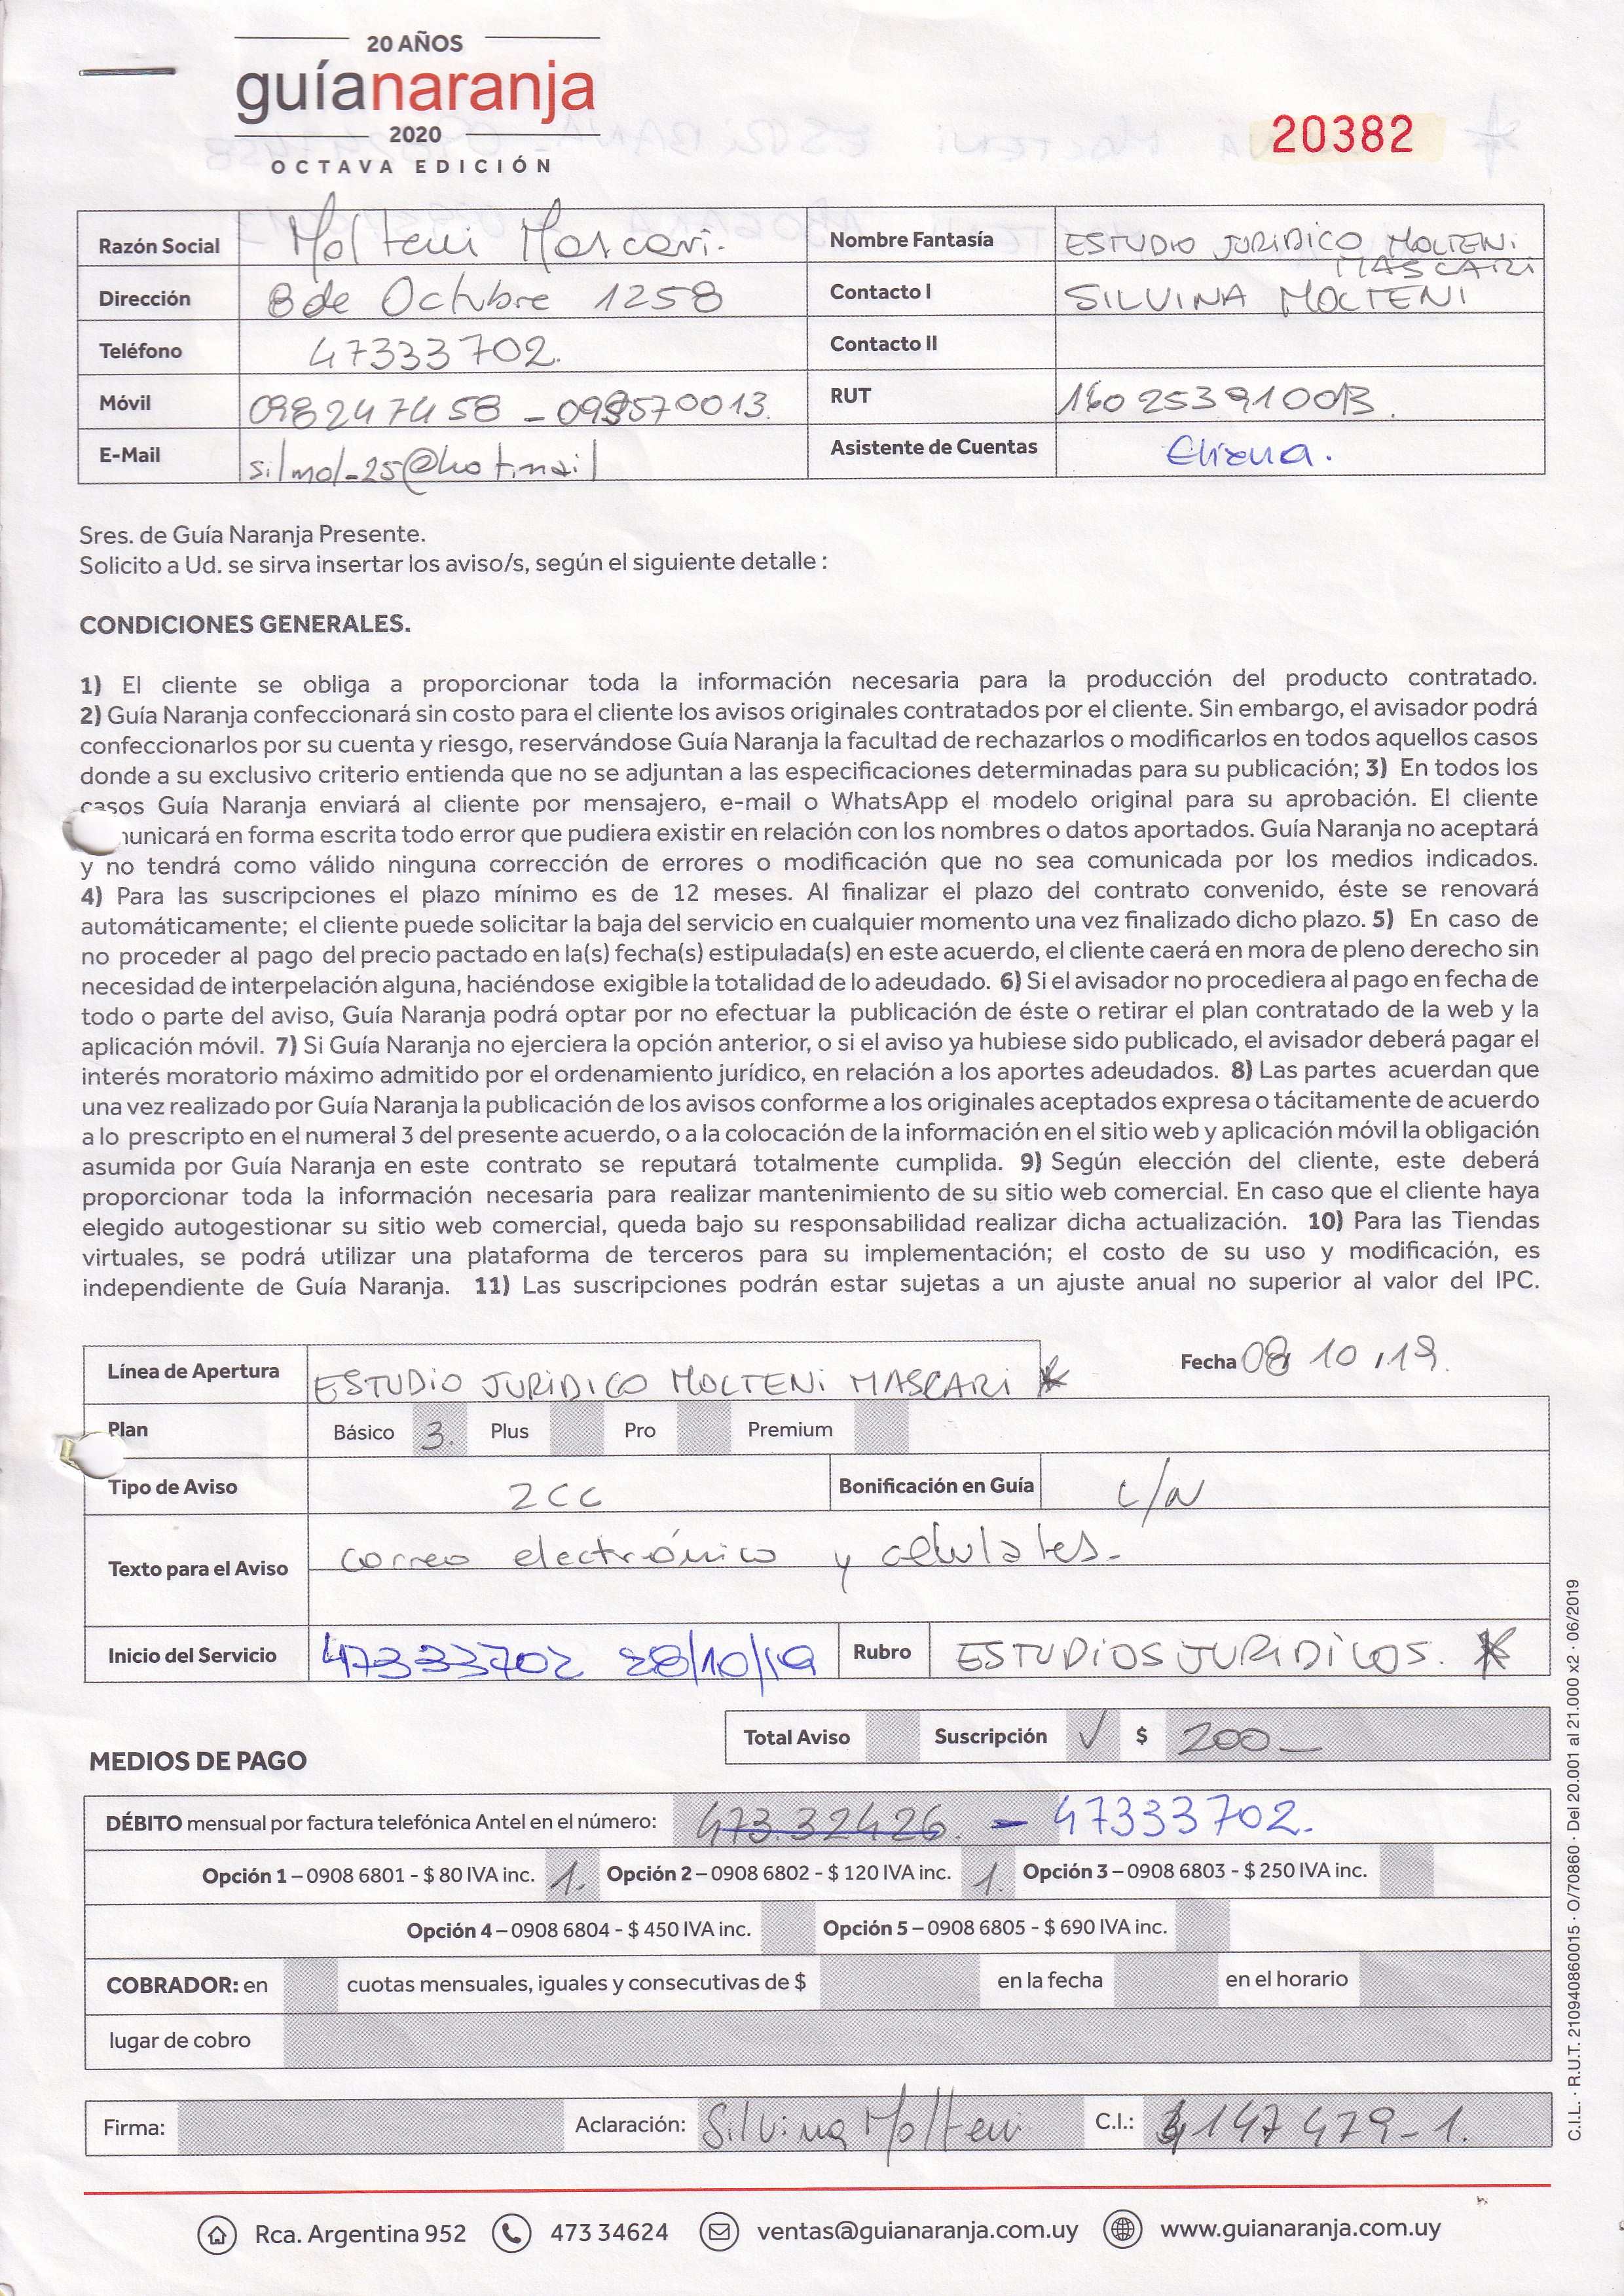 20 AÑOS
guíanaranja
2020
OCTAVA EDICIÓN
20382
Razón Social Molteni Mascari. Nombre Fantasía ESTUDIO JURIDICO MOLTENI
MASCARI
Dirección 8 de Octubre 1258 Contacto I SILVINA MOLTENI
Teléfono 47333702. Contacto II
Móvil 098247458 - 099570013. RUT 160253910013.
E-Mail silmol-25@hotmail Asistente de Cuentas Eliana.
Sres. de Guía Naranja Presente.
Solicito a Ud. se sirva insertar los aviso/s, según el siguiente detalle :
CONDICIONES GENERALES.
1) El cliente se obliga a proporcionar toda la información necesaria para la producción del producto contratado.
2) Guía Naranja confeccionará sin costo para el cliente los avisos originales contratados por el cliente. Sin embargo, el avisador podrá
confeccionarlos por su cuenta y riesgo, reservándose Guía Naranja la facultad de rechazarlos o modificarlos en todos aquellos casos
donde a su exclusivo criterio entienda que no se adjuntan a las especificaciones determinadas para su publicación; 3) En todos los
casos Guía Naranja enviará al cliente por mensajero, e-mail o WhatsApp el modelo original para su aprobación. El cliente
municará en forma escrita todo error que pudiera existir en relación con los nombres o datos aportados. Guía Naranja no aceptará
y no tendrá como válido ninguna corrección de errores o modificación que no sea comunicada por los medios indicados.
4) Para las suscripciones el plazo mínimo es de 12 meses. Al finalizar el plazo del contrato convenido, éste se renovará
automáticamente; el cliente puede solicitar la baja del servicio en cualquier momento una vez finalizado dicho plazo. 5) En caso de
no proceder al pago del precio pactado en la(s) fecha(s) estipulada(s) en este acuerdo, el cliente caerá en mora de pleno derecho sin
necesidad de interpelación alguna, haciéndose exigible la totalidad de lo adeudado. 6) Si el avisador no procediera al pago en fecha de
todo o parte del aviso, Guía Naranja podrá optar por no efectuar la publicación de éste o retirar el plan contratado de la web y la
aplicación móvil. 7) Si Guía Naranja no ejerciera la opción anterior, o si el aviso ya hubiese sido publicado, el avisador deberá pagar el
interés moratorio máximo admitido por el ordenamiento jurídico, en relación a los aportes adeudados. 8) Las partes acuerdan que
una vez realizado por Guía Naranja la publicación de los avisos conforme a los originales aceptados expresa o tácitamente de acuerdo
a lo prescripto en el numeral 3 del presente acuerdo, o a la colocación de la información en el sitio web y aplicación móvil la obligación
asumida por Guía Naranja en este contrato se reputará totalmente cumplida. 9) Según elección del cliente, este deberá
proporcionar toda la información necesaria para realizar mantenimiento de su sitio web comercial. En caso que el cliente haya
elegido autogestionar su sitio web comercial, queda bajo su responsabilidad realizar dicha actualización. 10) Para las Tiendas
virtuales, se podrá utilizar una plataforma de terceros para su implementación; el costo de su uso y modificación, es
independiente de Guía Naranja. 11) Las suscripciones podrán estar sujetas a un ajuste anual no superior al valor del IPC.
Fecha 08 10 19.
Línea de Apertura ESTUDIO JURIDICO MOLTENI MASCARI *
Plan Básico 3. Plus Pro Premium
Tipo de Aviso 2CC Bonificación en Guía L/N
Texto para el Aviso correo electrónico y celulares.
Inicio del Servicio 47333702 28/10/19 Rubro ESTUDIOS JURIDICOS. *
Total Aviso Suscripción ✓ $ 200
MEDIOS DE PAGO
DÉBITO mensual por factura telefónica Antel en el número: 473.32426. - 47333702.
Opción 1 – 0908 6801 - $ 80 IVA inc. 1. Opción 2 – 0908 6802 - $ 120 IVA inc. 1. Opción 3 – 0908 6803 - $ 250 IVA inc.
Opción 4 – 0908 6804 - $ 450 IVA inc. Opción 5 – 0908 6805 - $ 690 IVA inc.
COBRADOR: en cuotas mensuales, iguales y consecutivas de $ en la fecha en el horario
lugar de cobro
Firma: Aclaración: Silvina Molteni C.I.: 4147479-1.
C.I.L. · R.U.T. 210940860015 · O/70860 · Del 20.001 al 21.000 x2 · 06/2019
Rca. Argentina 952 473 34624 ventas@guianaranja.com.uy www.guianaranja.com.uy